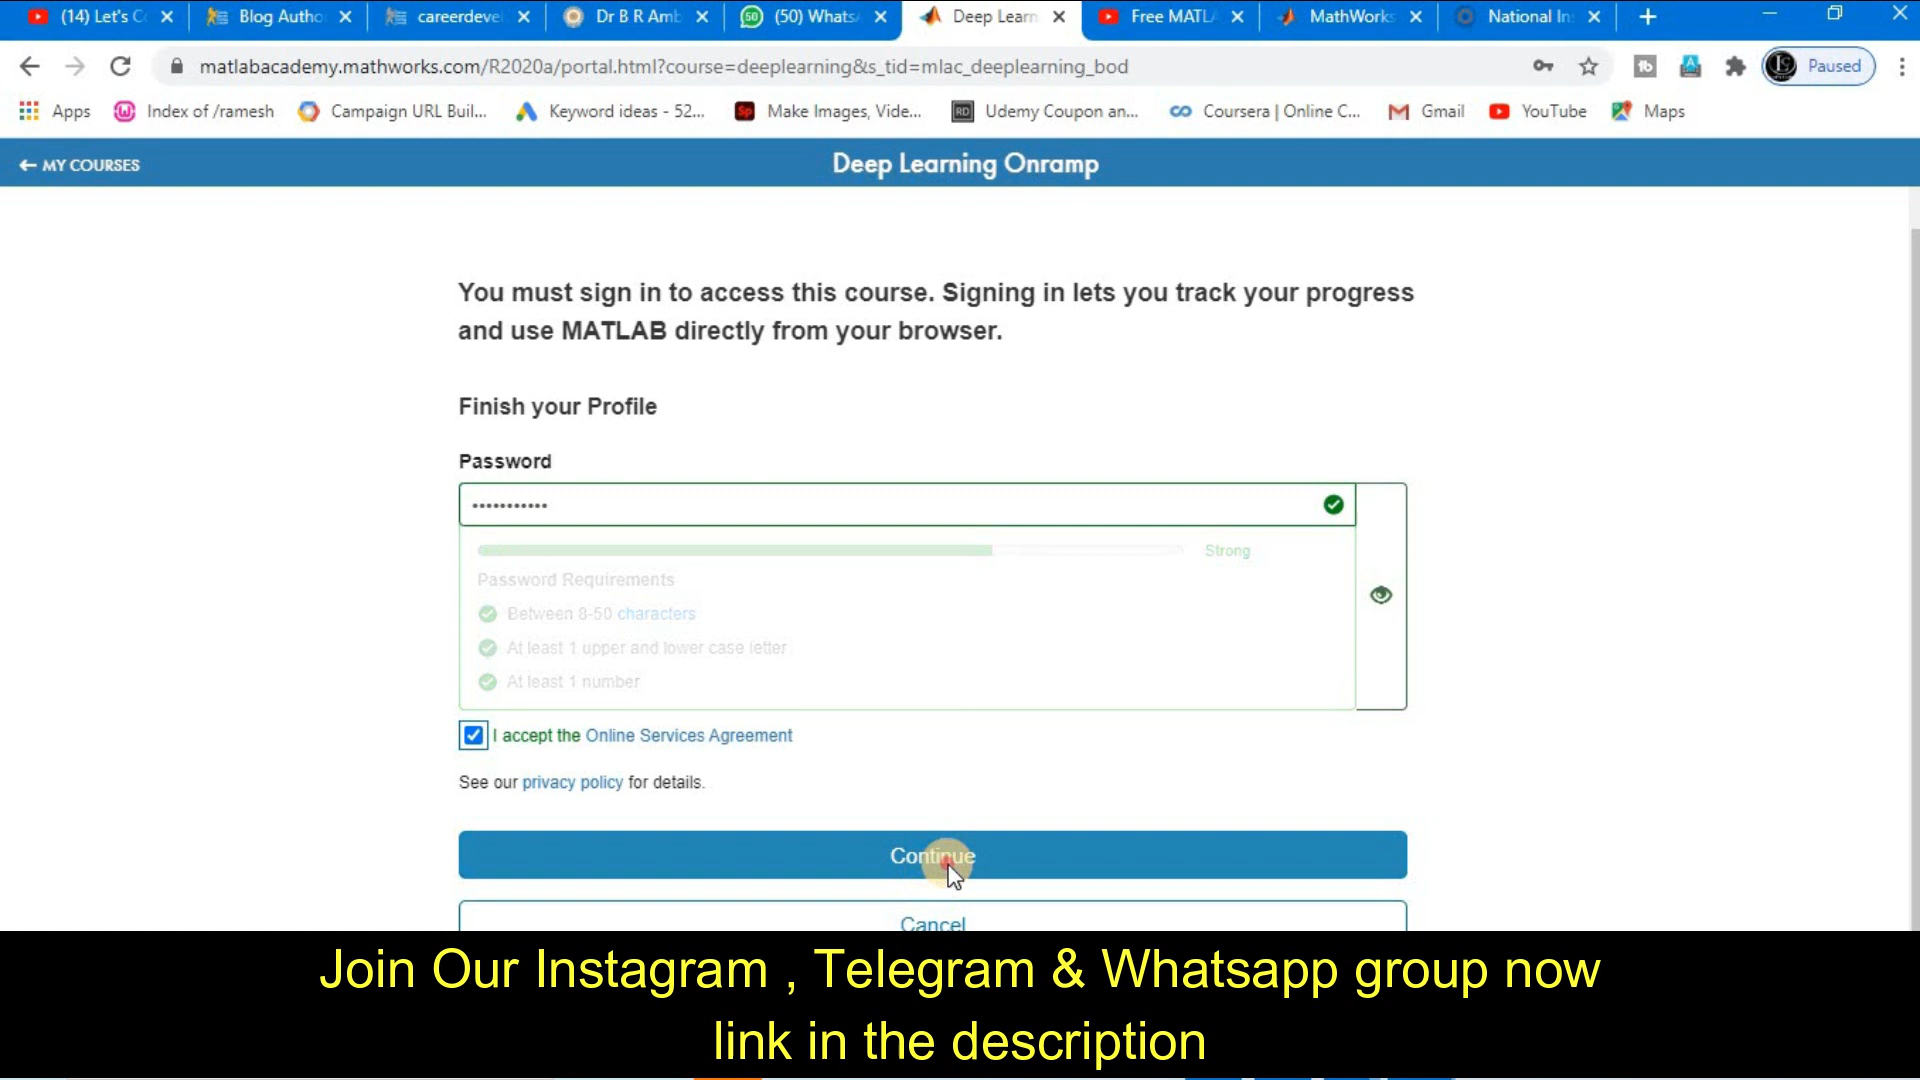 (14) Let's C
Blog Autho
careerdevel
Dr B R Amb
(50) Whats
Deep Learn
Free MATLA
MathWorks
National In
matlabacademy.mathworks.com/R2020a/portal.html?course=deeplearning&s_tid=mlac_deeplearning_bod
Paused
Apps
Index of /ramesh
Campaign URL Buil...
Keyword ideas - 52...
Make Images, Vide...
Udemy Coupon an...
Coursera | Online C...
Gmail
YouTube
Maps
← MY COURSES
Deep Learning Onramp
You must sign in to access this course. Signing in lets you track your progress
and use MATLAB directly from your browser.
Finish your Profile
Password
•••••••••••
Strong
Password Requirements
Between 8-50 characters
At least 1 upper and lower case letter
At least 1 number
I accept the Online Services Agreement
See our privacy policy for details.
Continue
Cancel
Join Our Instagram , Telegram & Whatsapp group now
link in the description